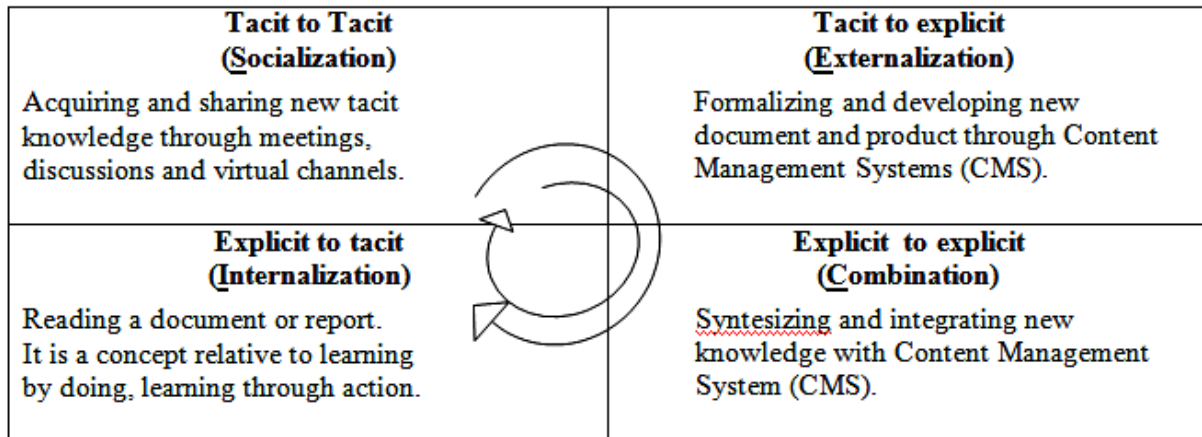 Tacit to Tacit
(Socialization)
Acquiring and sharing new tacit
knowledge through meetings,
discussions and virtual channels.
Tacit to explicit
(Externalization)
Formalizing and developing new
document and product through Content
Management Systems (CMS).
Explicit to tacit
(Internalization)
Reading a document or report.
It is a concept relative to learning
by doing, learning through action.
Explicit to explicit
(Combination)
Syntesizing and integrating new
knowledge with Content Management
System (CMS).